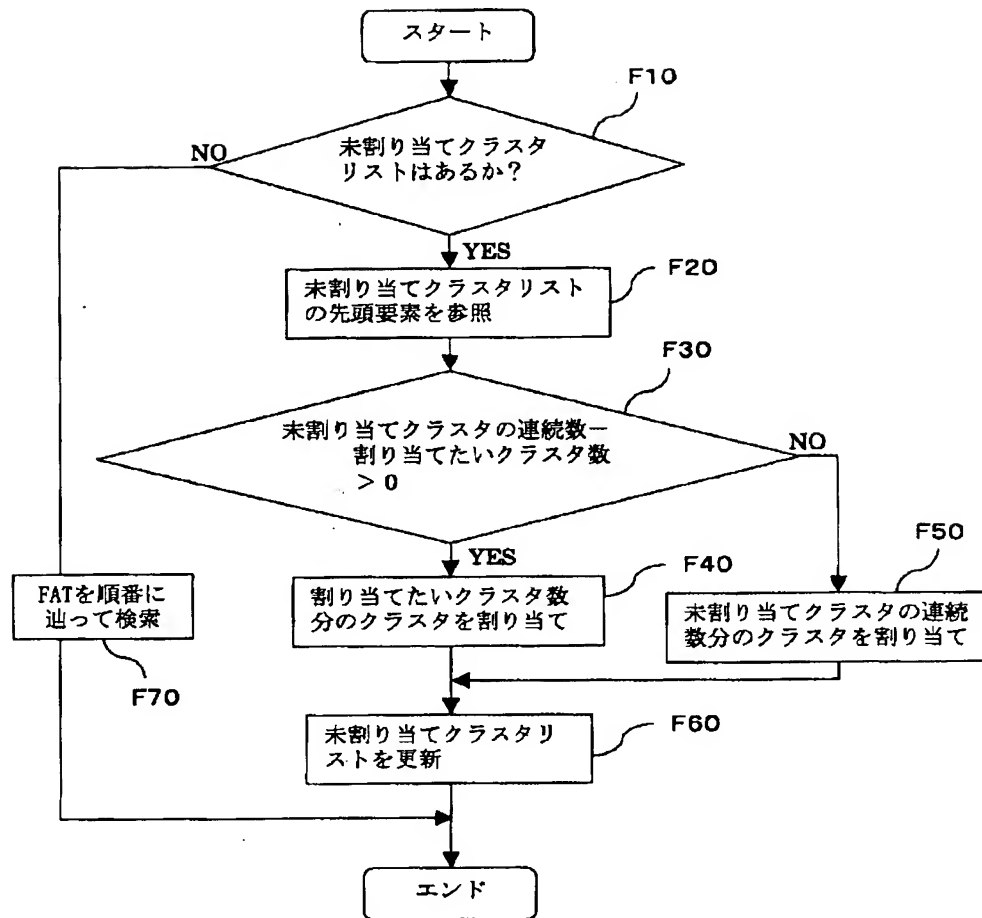 スタート
F10
未割り当てクラスタ
リストはあるか?
NO
YES
F20
未割り当てクラスタリスト
の先頭要素を参照
F30
未割り当てクラスタの連続数−
割り当てたいクラスタ数
> 0
NO
YES
F40
割り当てたいクラスタ数
分のクラスタを割り当て
F50
未割り当てクラスタの連続
数分のクラスタを割り当て
FATを順番に
辿って検索
F70
F60
未割り当てクラスタリ
ストを更新
エンド